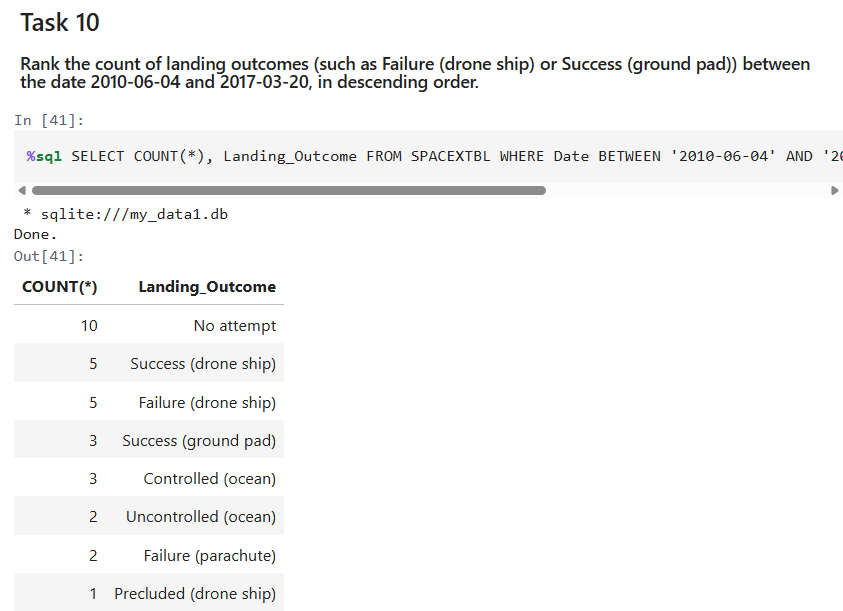 Task 10
Rank the count of landing outcomes (such as Failure (drone ship) or Success (ground pad)) between
the date 2010-06-04 and 2017-03-20, in descending order.
In [41]:
%sql SELECT COUNT(*), Landing_Outcome FROM SPACEXTBL WHERE Date BETWEEN '2010-06-04' AND '20
* sqlite:///my_data1.db
Done.
Out[41]:
COUNT(*) Landing_Outcome
10 No attempt
5 Success (drone ship)
5 Failure (drone ship)
3 Success (ground pad)
3 Controlled (ocean)
2 Uncontrolled (ocean)
2 Failure (parachute)
1 Precluded (drone ship)